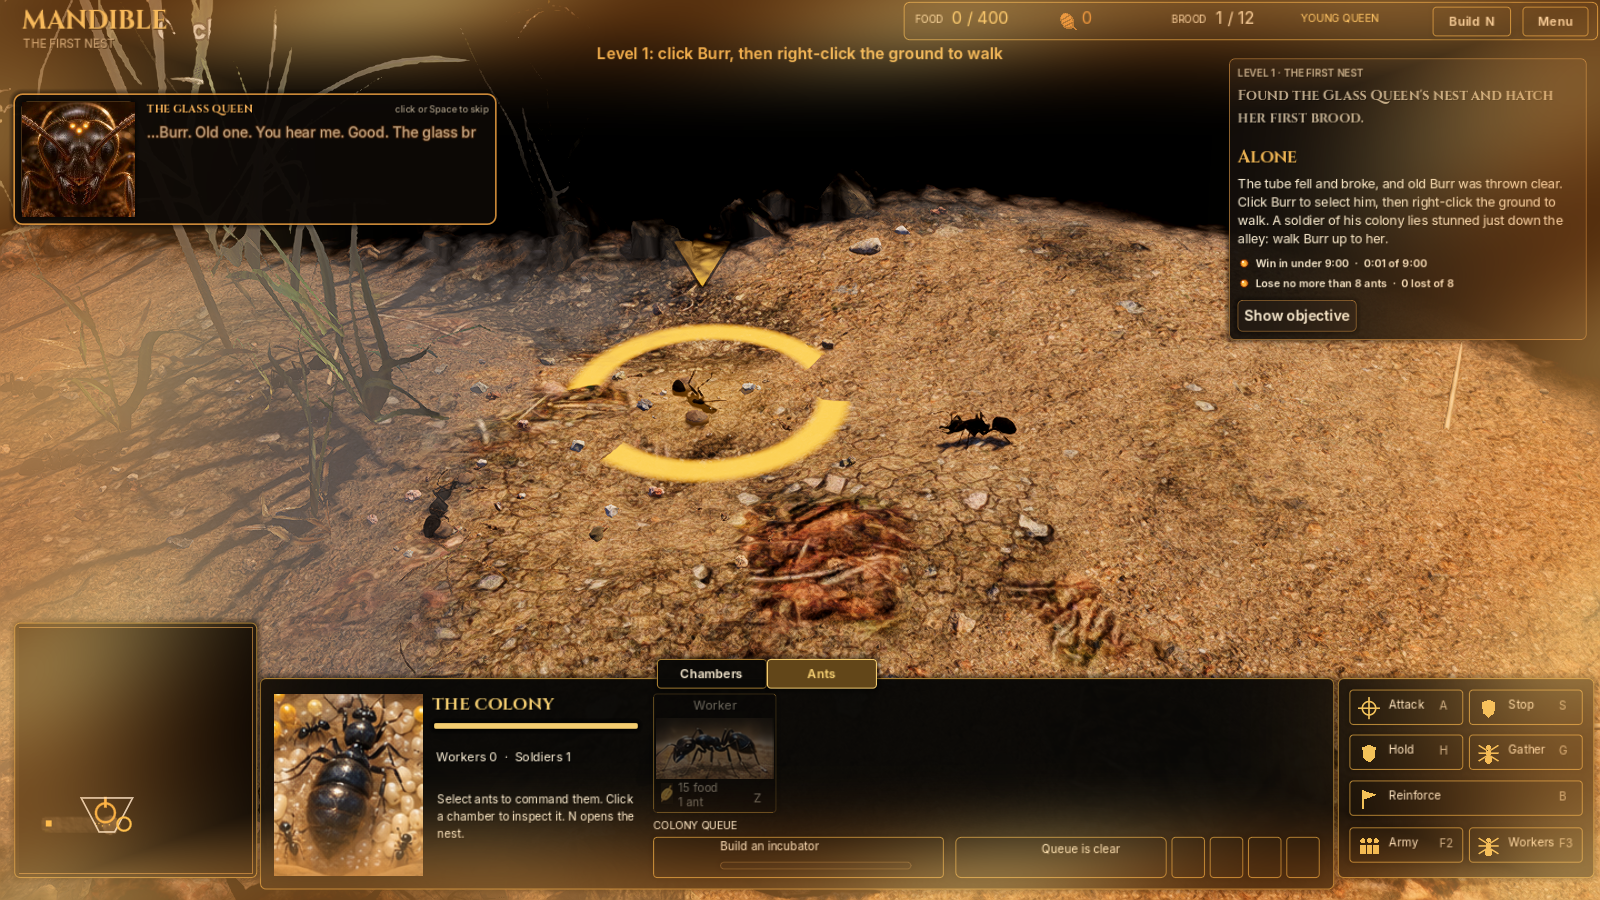 MANDIBLE
THE FIRST NEST
FOOD 0 / 400
0
BROOD 1 / 12
YOUNG QUEEN
Build N
Menu
Level 1: click Burr, then right-click the ground to walk
THE GLASS QUEEN
click or Space to skip
...Burr. Old one. You hear me. Good. The glass br
LEVEL 1 · THE FIRST NEST
FOUND THE GLASS QUEEN'S NEST AND HATCH
HER FIRST BROOD.
ALONE
The tube fell and broke, and old Burr was thrown clear.
Click Burr to select him, then right-click the ground to
walk. A soldier of his colony lies stunned just down the
alley: walk Burr up to her.
Win in under 9:00 · 0:01 of 9:00
Lose no more than 8 ants · 0 lost of 8
Show objective
Chambers
Ants
THE COLONY
Workers 0 · Soldiers 1
Select ants to command them. Click
a chamber to inspect it. N opens the
nest.
Worker
15 food
1 ant
Z
COLONY QUEUE
Build an incubator
Queue is clear
Attack A
Stop S
Hold H
Gather G
Reinforce B
Army F2
Workers F3